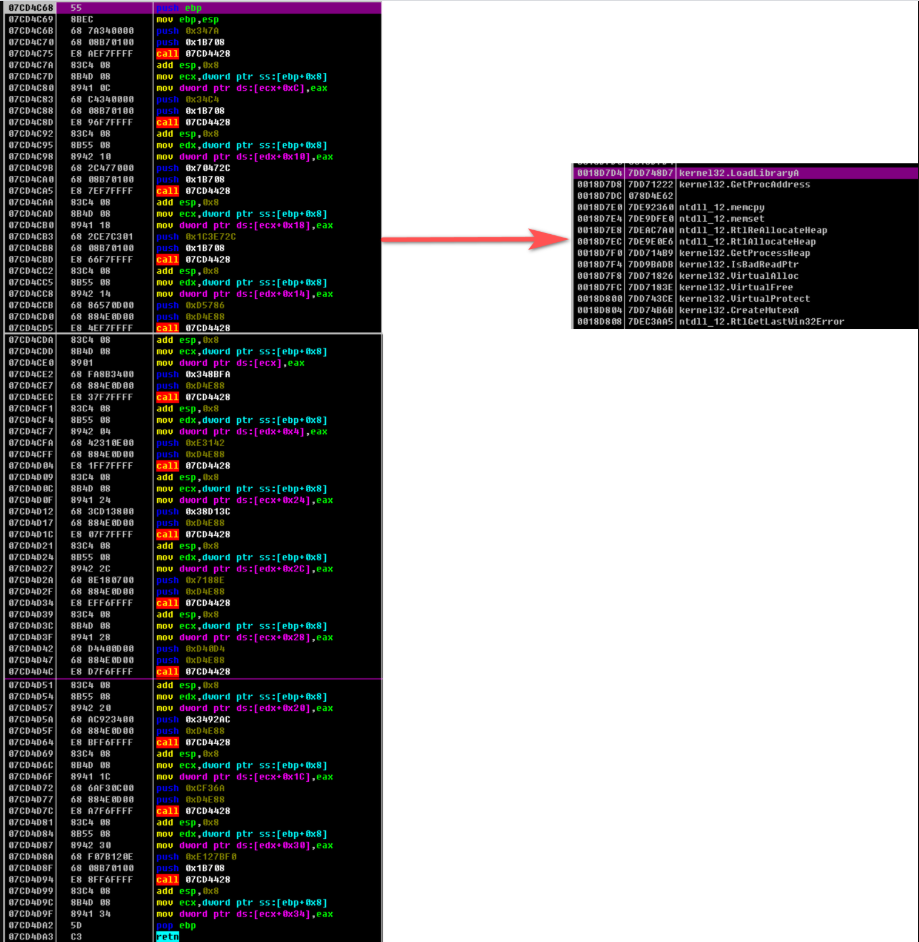 07CD4C68 55 push ebp
07CD4C69 8BEC mov ebp,esp
07CD4C6B 68 7A340000 push 0x347A
07CD4C70 68 08B70100 push 0x1B708
07CD4C75 E8 AEF7FFFF call 07CD4428
07CD4C7A 83C4 08 add esp,0x8
07CD4C7D 8B4D 08 mov ecx,dword ptr ss:[ebp+0x8]
07CD4C80 8941 0C mov dword ptr ds:[ecx+0xC],eax
07CD4C83 68 C4340000 push 0x34C4
07CD4C88 68 08B70100 push 0x1B708
07CD4C8D E8 96F7FFFF call 07CD4428
07CD4C92 83C4 08 add esp,0x8
07CD4C95 8B55 08 mov edx,dword ptr ss:[ebp+0x8]
07CD4C98 8942 10 mov dword ptr ds:[edx+0x10],eax
07CD4C9B 68 2C477000 push 0x70472C
07CD4CA0 68 08B70100 push 0x1B708
07CD4CA5 E8 7EF7FFFF call 07CD4428
07CD4CAA 83C4 08 add esp,0x8
07CD4CAD 8B4D 08 mov ecx,dword ptr ss:[ebp+0x8]
07CD4CB0 8941 18 mov dword ptr ds:[ecx+0x18],eax
07CD4CB3 68 2CE7C301 push 0x1C3E72C
07CD4CB8 68 08B70100 push 0x1B708
07CD4CBD E8 66F7FFFF call 07CD4428
07CD4CC2 83C4 08 add esp,0x8
07CD4CC5 8B55 08 mov edx,dword ptr ss:[ebp+0x8]
07CD4CC8 8942 14 mov dword ptr ds:[edx+0x14],eax
07CD4CCB 68 86570D00 push 0xD5786
07CD4CD0 68 884E0D00 push 0xD4E88
07CD4CD5 E8 4EF7FFFF call 07CD4428
07CD4CDA 83C4 08 add esp,0x8
07CD4CDD 8B4D 08 mov ecx,dword ptr ss:[ebp+0x8]
07CD4CE0 8901 mov dword ptr ds:[ecx],eax
07CD4CE2 68 FA8B3400 push 0x348BFA
07CD4CE7 68 884E0D00 push 0xD4E88
07CD4CEC E8 37F7FFFF call 07CD4428
07CD4CF1 83C4 08 add esp,0x8
07CD4CF4 8B55 08 mov edx,dword ptr ss:[ebp+0x8]
07CD4CF7 8942 04 mov dword ptr ds:[edx+0x4],eax
07CD4CFA 68 42310E00 push 0xE3142
07CD4CFF 68 884E0D00 push 0xD4E88
07CD4D04 E8 1FF7FFFF call 07CD4428
07CD4D09 83C4 08 add esp,0x8
07CD4D0C 8B4D 08 mov ecx,dword ptr ss:[ebp+0x8]
07CD4D0F 8941 24 mov dword ptr ds:[ecx+0x24],eax
07CD4D12 68 3CD13800 push 0x38D13C
07CD4D17 68 884E0D00 push 0xD4E88
07CD4D1C E8 07F7FFFF call 07CD4428
07CD4D21 83C4 08 add esp,0x8
07CD4D24 8B55 08 mov edx,dword ptr ss:[ebp+0x8]
07CD4D27 8942 2C mov dword ptr ds:[edx+0x2C],eax
07CD4D2A 68 8E180700 push 0x7188E
07CD4D2F 68 884E0D00 push 0xD4E88
07CD4D34 E8 EFF6FFFF call 07CD4428
07CD4D39 83C4 08 add esp,0x8
07CD4D3C 8B4D 08 mov ecx,dword ptr ss:[ebp+0x8]
07CD4D3F 8941 28 mov dword ptr ds:[ecx+0x28],eax
07CD4D42 68 D4400D00 push 0xD40D4
07CD4D47 68 884E0D00 push 0xD4E88
07CD4D4C E8 D7F6FFFF call 07CD4428
07CD4D51 83C4 08 add esp,0x8
07CD4D54 8B55 08 mov edx,dword ptr ss:[ebp+0x8]
07CD4D57 8942 20 mov dword ptr ds:[edx+0x20],eax
07CD4D5A 68 AC923400 push 0x3492AC
07CD4D5F 68 884E0D00 push 0xD4E88
07CD4D64 E8 BFF6FFFF call 07CD4428
07CD4D69 83C4 08 add esp,0x8
07CD4D6C 8B4D 08 mov ecx,dword ptr ss:[ebp+0x8]
07CD4D6F 8941 1C mov dword ptr ds:[ecx+0x1C],eax
07CD4D72 68 6AF30C00 push 0xCF36A
07CD4D77 68 884E0D00 push 0xD4E88
07CD4D7C E8 A7F6FFFF call 07CD4428
07CD4D81 83C4 08 add esp,0x8
07CD4D84 8B55 08 mov edx,dword ptr ss:[ebp+0x8]
07CD4D87 8942 30 mov dword ptr ds:[edx+0x30],eax
07CD4D8A 68 F07B120E push 0xE127BF0
07CD4D8F 68 08B70100 push 0x1B708
07CD4D94 E8 8FF6FFFF call 07CD4428
07CD4D99 83C4 08 add esp,0x8
07CD4D9C 8B4D 08 mov ecx,dword ptr ss:[ebp+0x8]
07CD4D9F 8941 34 mov dword ptr ds:[ecx+0x34],eax
07CD4DA2 5D pop ebp
07CD4DA3 C3 retn
0018D7D4 7DD748D7 kernel32.LoadLibraryA
0018D7D8 7DD71222 kernel32.GetProcAddress
0018D7DC 078D4E62
0018D7E0 7DE92360 ntdll_12.memcpy
0018D7E4 7DE9DFE0 ntdll_12.memset
0018D7E8 7DEAC7A0 ntdll_12.RtlReAllocateHeap
0018D7EC 7DE9E0E6 ntdll_12.RtlAllocateHeap
0018D7F0 7DD714B9 kernel32.GetProcessHeap
0018D7F4 7DD9BADB kernel32.IsBadReadPtr
0018D7F8 7DD71826 kernel32.VirtualAlloc
0018D7FC 7DD7183E kernel32.VirtualFree
0018D800 7DD743CE kernel32.VirtualProtect
0018D804 7DD74B6B kernel32.CreateMutexA
0018D808 7DEC3AA5 ntdll_12.RtlGetLastWin32Error